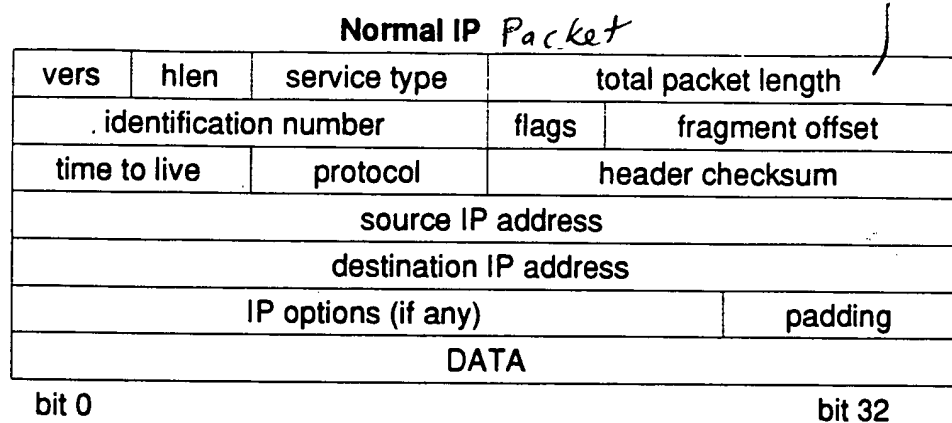 Normal IP Packet
vers hlen service type total packet length
. identification number flags fragment offset
time to live protocol header checksum
source IP address
destination IP address
IP options (if any) padding
DATA
bit 0 bit 32